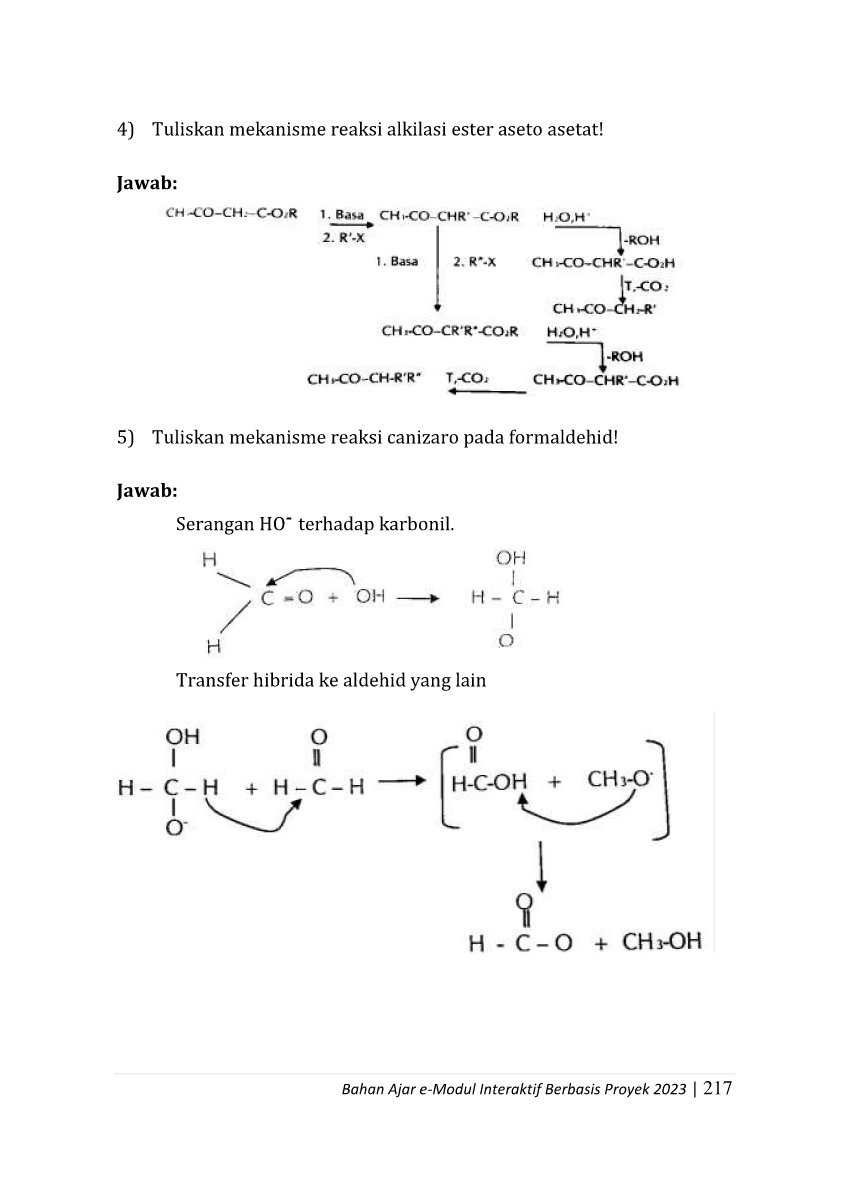 4) Tuliskan mekanisme reaksi alkilasi ester aseto asetat!
Jawab:
CH₃-CO–CH₂–C-O₂R 1. Basa CH₃-CO–CHR'–C-O₂R H₂O,H⁺
2. R'-X -ROH
1. Basa 2. R"-X CH₃-CO–CHR'–C-O₂H
T,-CO₂
CH₃-CO–CH₂-R'
CH₃-CO–CR'R"-CO₂R H₂O,H⁺
-ROH
CH₃-CO–CH-R'R" T,-CO₂ CH₃-CO–CHR'–C-O₂H
5) Tuliskan mekanisme reaksi canizaro pada formaldehid!
Jawab:
Serangan HO⁻ terhadap karbonil.
H OH
C = O + OH H – C – H
H O
Transfer hibrida ke aldehid yang lain
OH O O
H – C – H + H – C – H H-C-OH + CH₃-O⁻
O⁻
O
H - C – O + CH₃-OH
Bahan Ajar e-Modul Interaktif Berbasis Proyek 2023 | 217